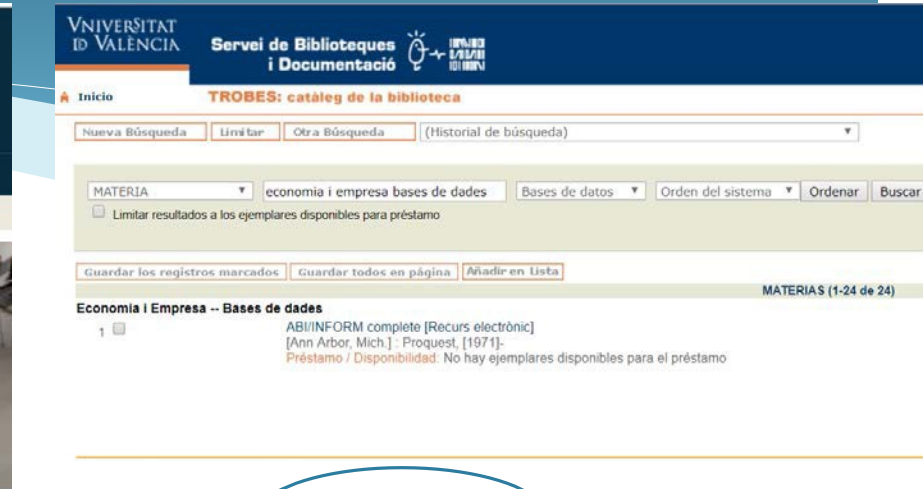 VNIVERSITAT
ID VALÈNCIA
Servei de Biblioteques
i Documentació
Inicio
TROBES: catàleg de la biblioteca
Nueva Búsqueda Limitar Otra Búsqueda (Historial de búsqueda)
MATERIA economia i empresa bases de dades Bases de datos Orden del sistema Ordenar Buscar
Limitar resultados a los ejemplares disponibles para préstamo
Guardar los registros marcados Guardar todos en página Añadir en Lista
MATERIAS (1-24 de 24)
Economia i Empresa -- Bases de dades
1 ABI/INFORM complete [Recurs electrònic]
[Ann Arbor, Mich.] : Proquest, [1971]-
Préstamo / Disponibilidad: No hay ejemplares disponibles para el préstamo